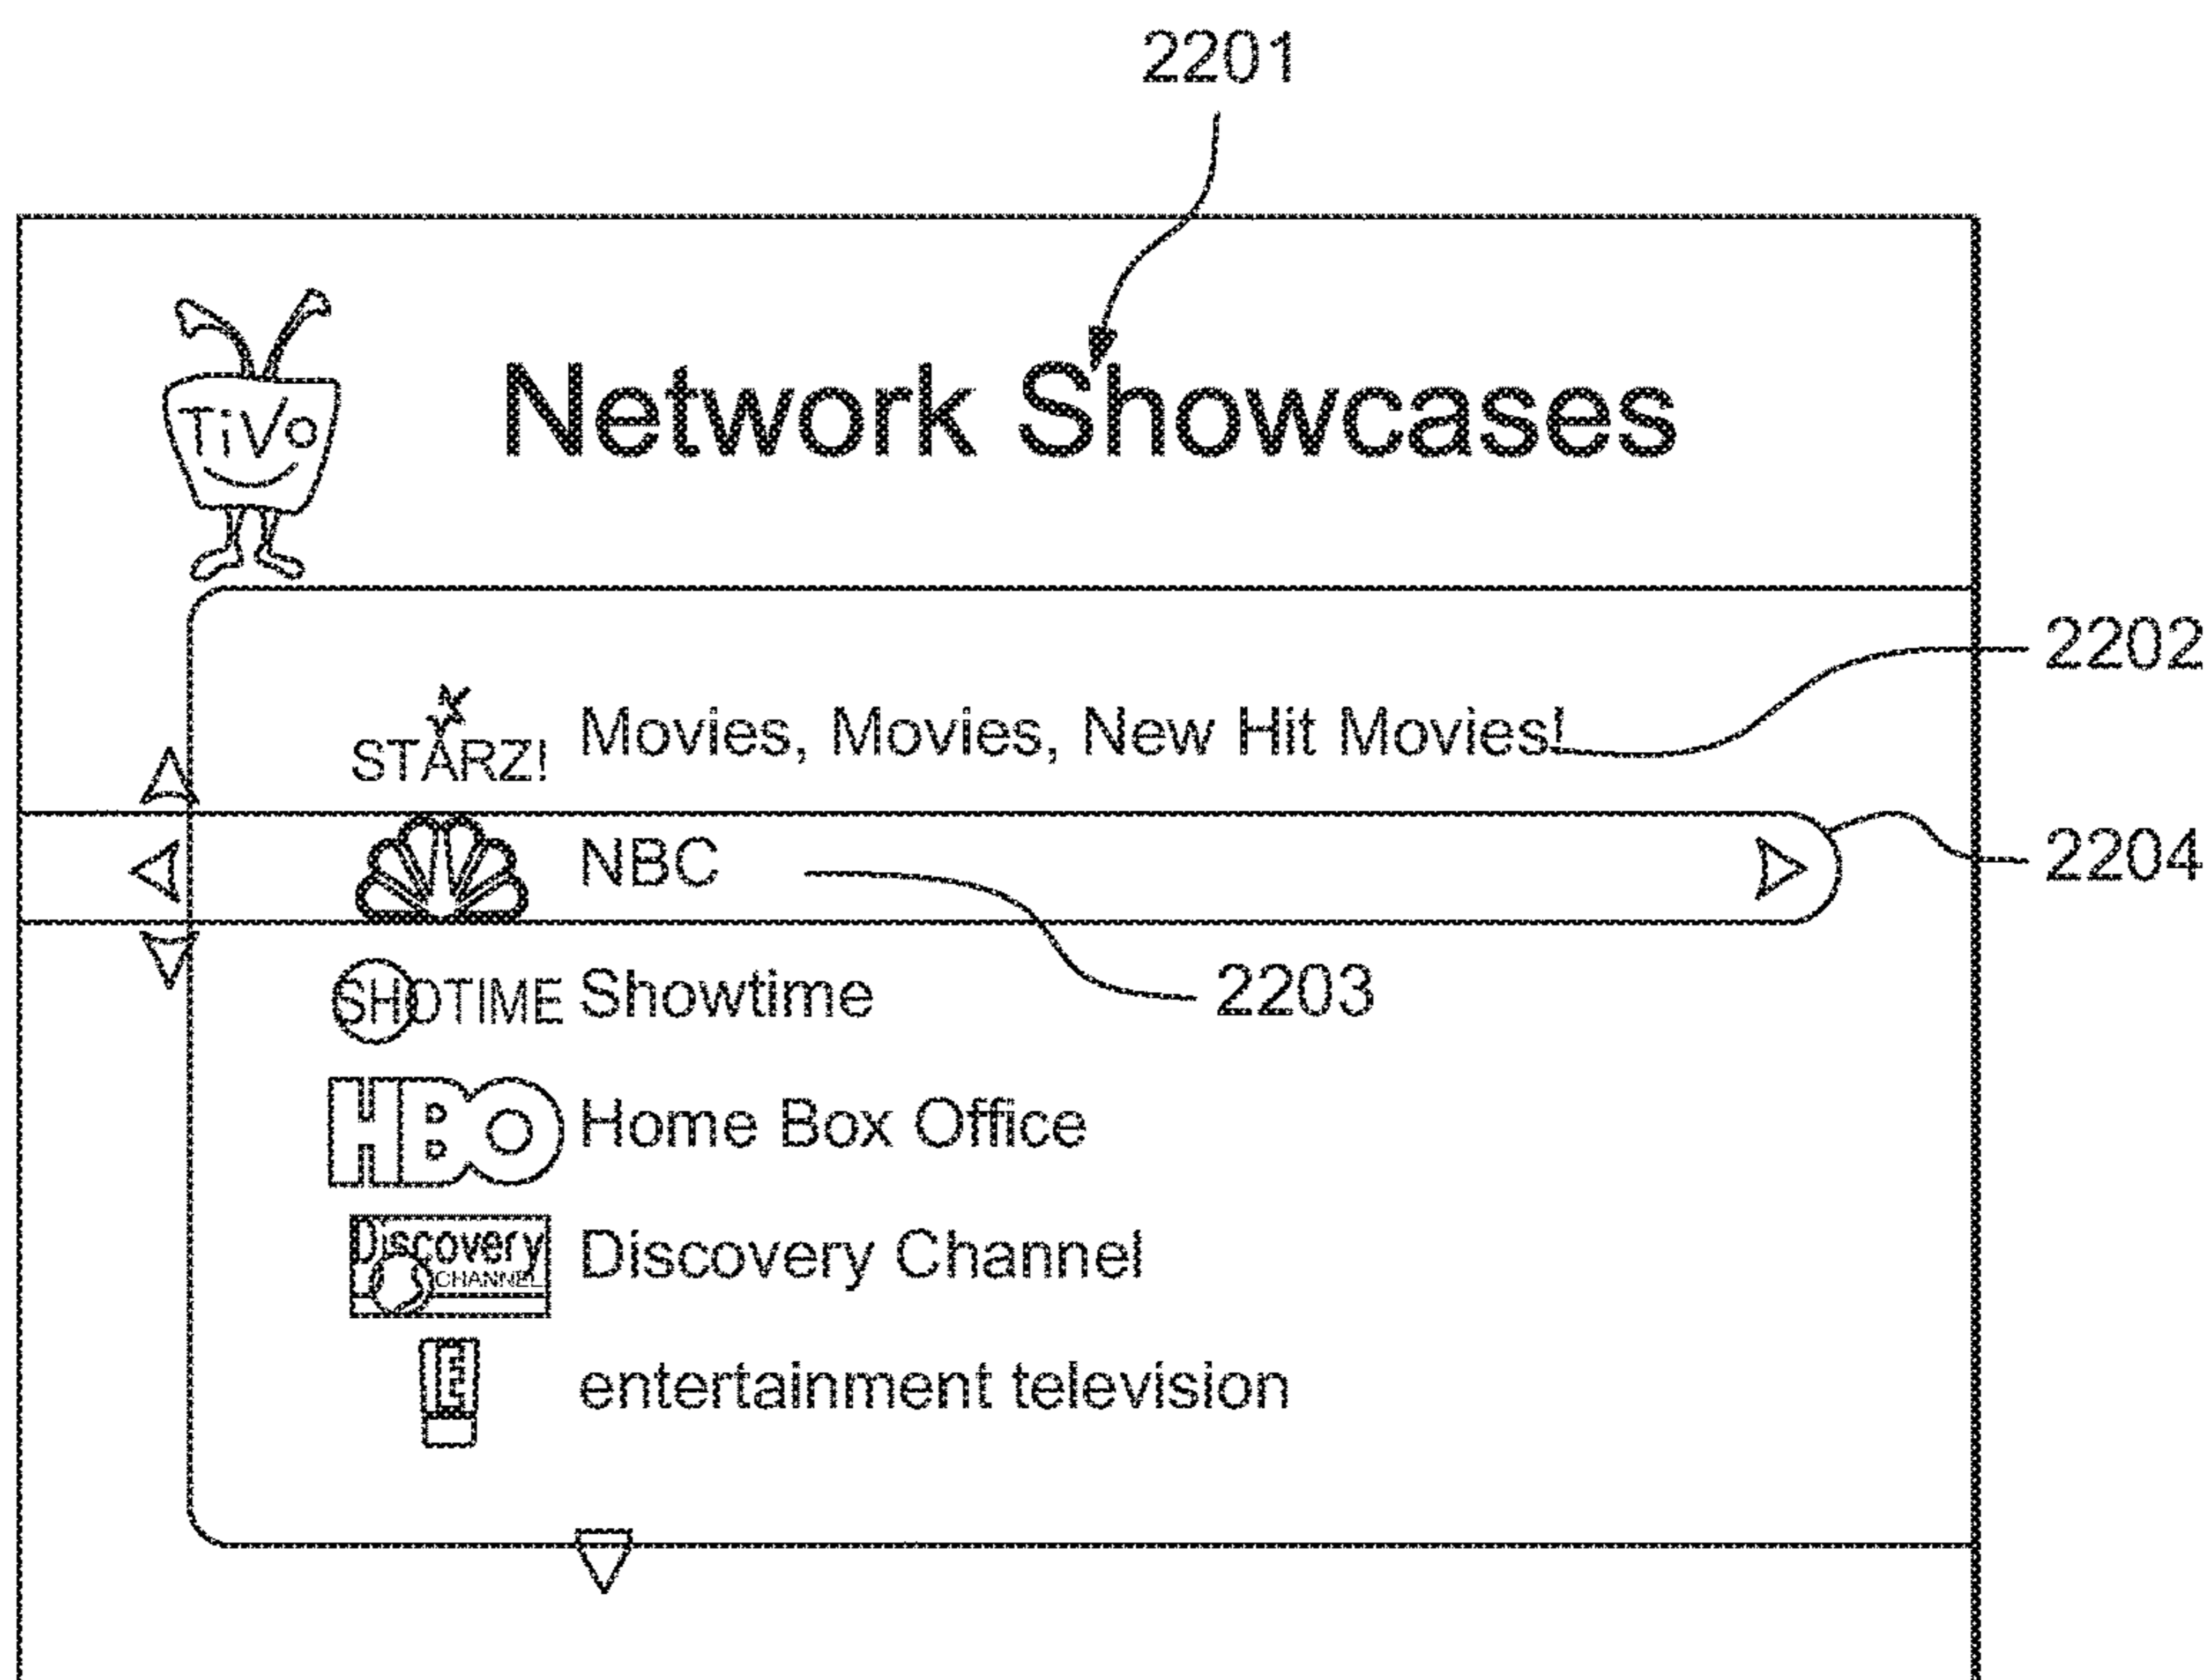 2201
TiVo
Network Showcases
2202
STARZ! Movies, Movies, New Hit Movies!
NBC
2204
SHOTIME Showtime
2203
HBO Home Box Office
Discovery
CHANNEL
Discovery Channel
E entertainment television